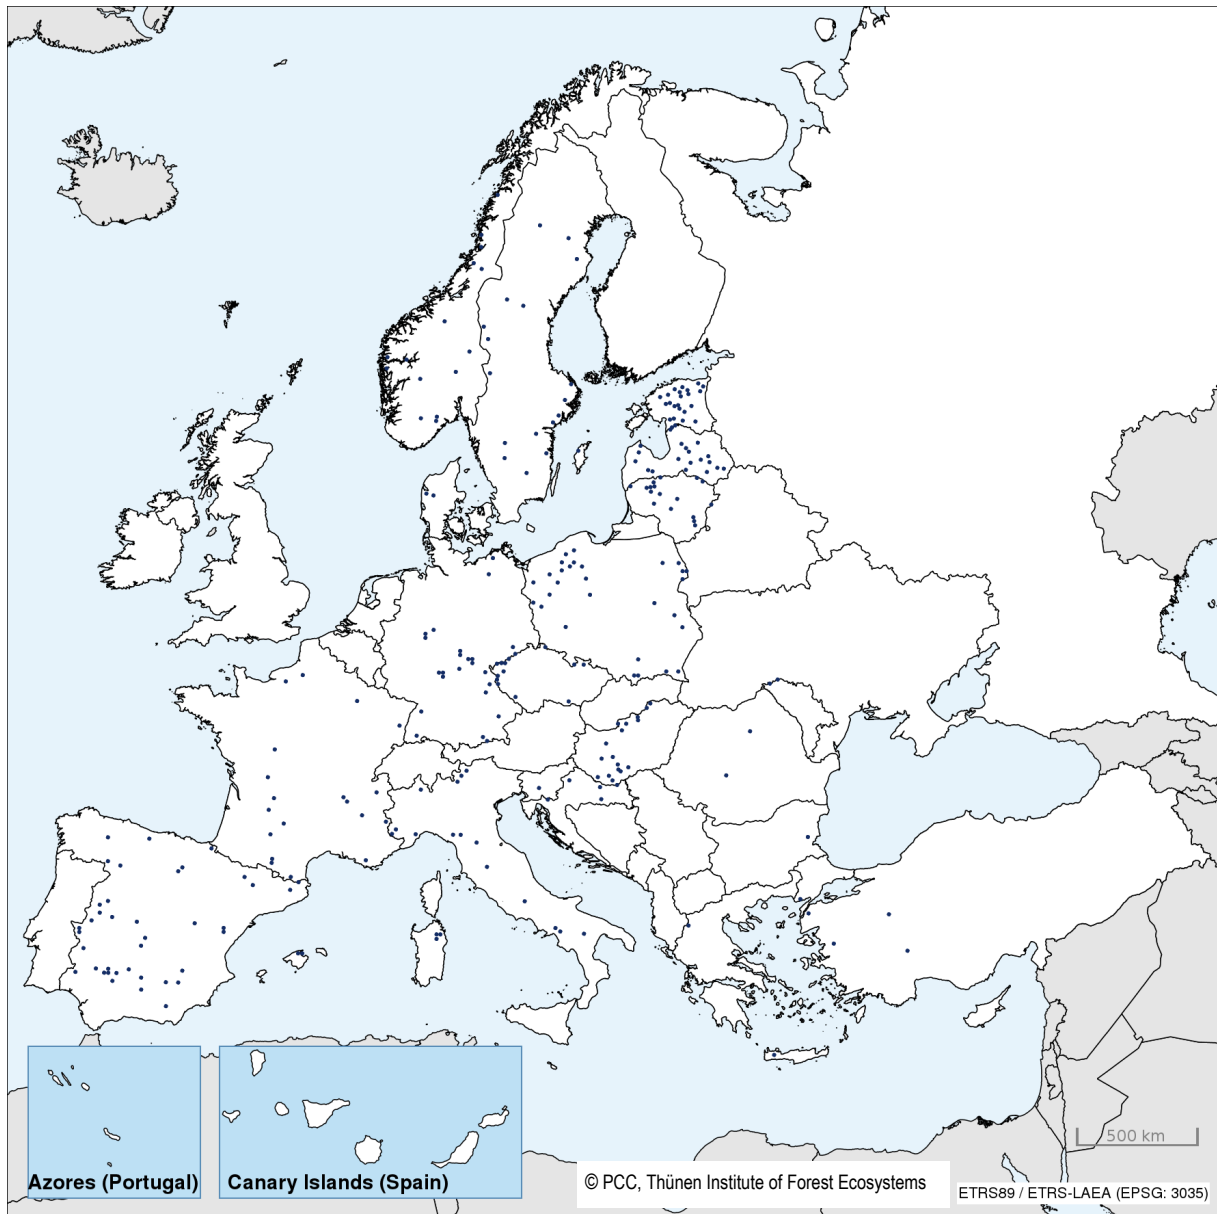 500 km
Azores (Portugal)
Canary Islands (Spain)
© PCC, Thünen Institute of Forest Ecosystems
ETRS89 / ETRS-LAEA (EPSG: 3035)